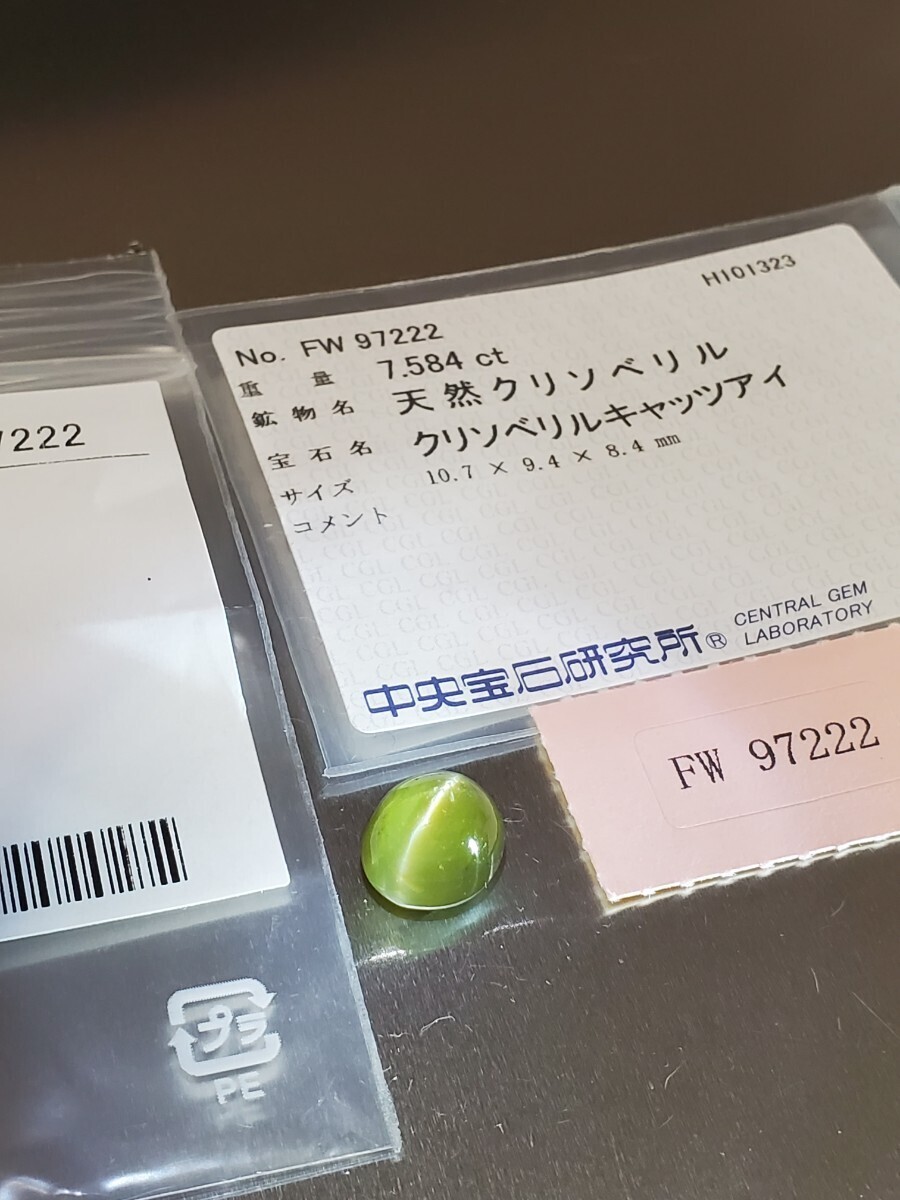 H101323
No. FW 97222
重量 7.584 ct
鉱物名 天然クリソベリル
宝石名 クリソベリルキャッツアイ
サイズ 10.7 × 9.4 × 8.4 mm
コメント
中央宝石研究所® CENTRAL GEM LABORATORY
FW 97222
7222
プラ
PE